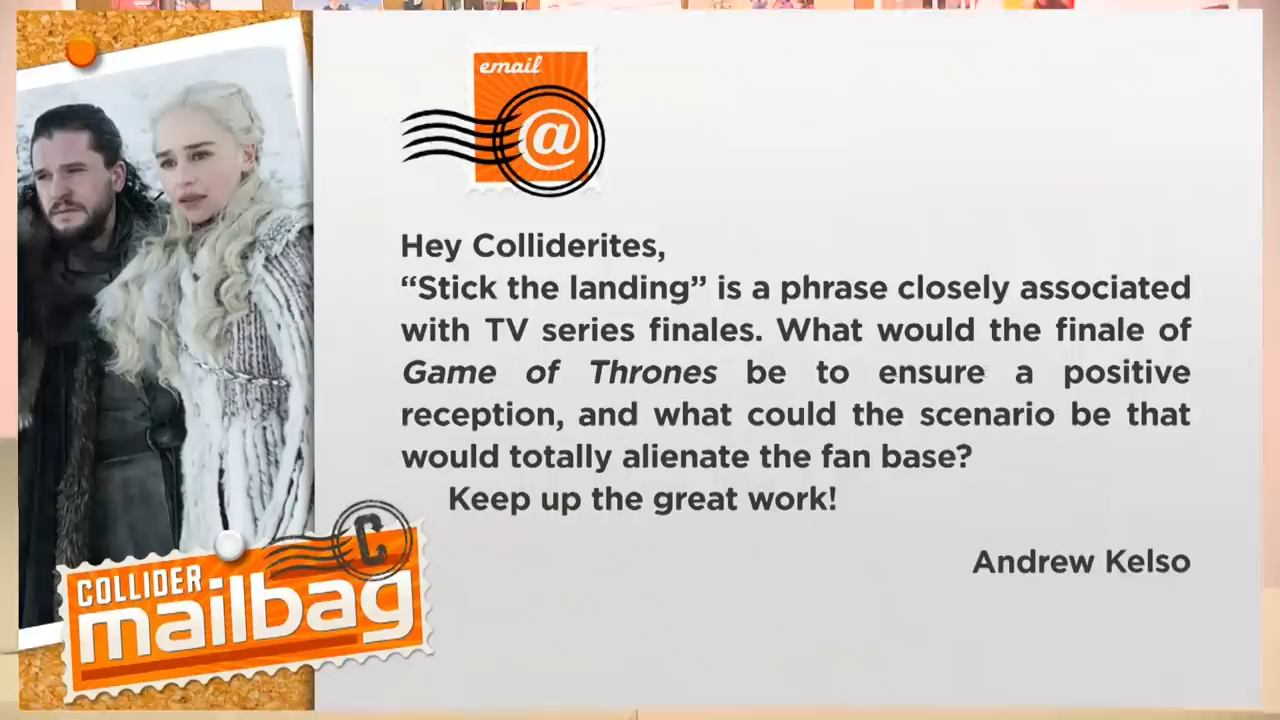 email
@
Hey Colliderites,
“Stick the landing” is a phrase closely associated
with TV series finales. What would the finale of
Game of Thrones be to ensure a positive
reception, and what could the scenario be that
would totally alienate the fan base?
Keep up the great work!
Andrew Kelso
C
COLLIDER
mailbag